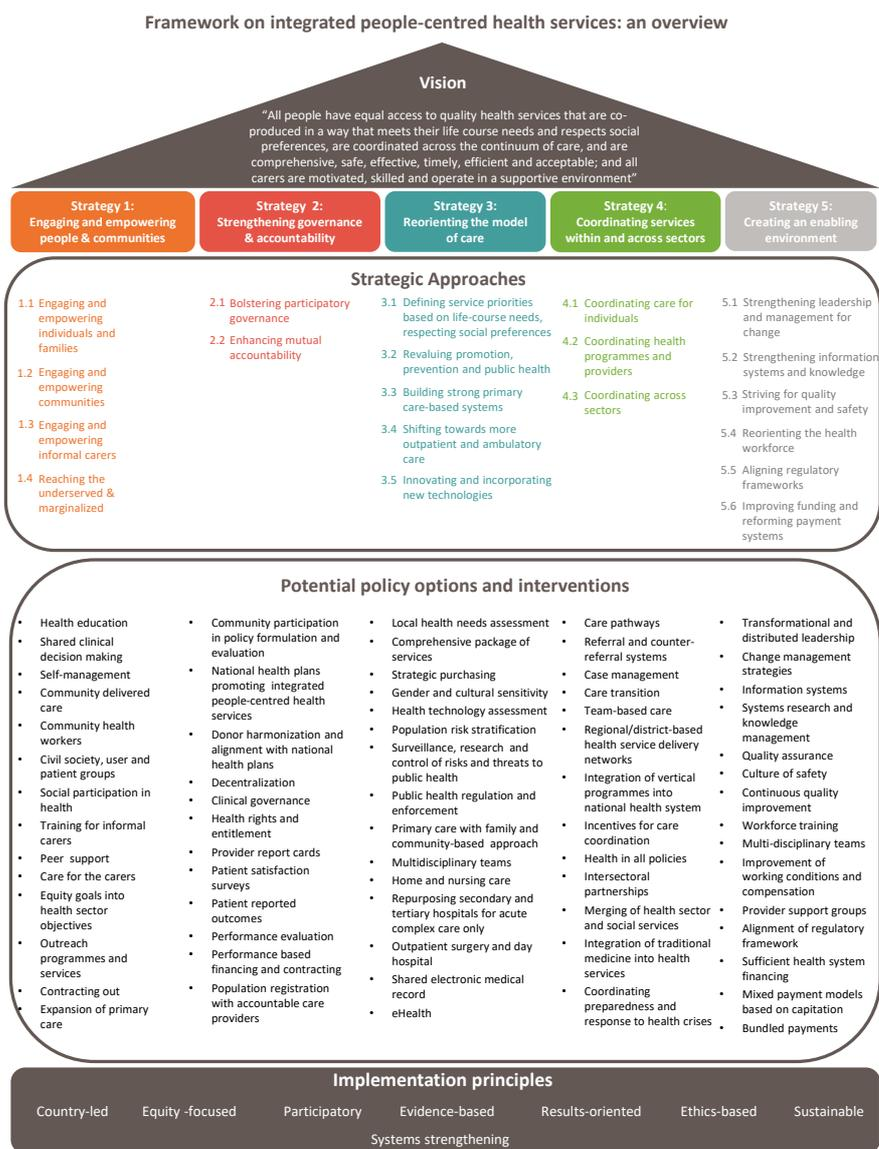 Framework on integrated people-centred health services: an overview
Vision
“All people have equal access to quality health services that are co-
produced in a way that meets their life course needs and respects social
preferences, are coordinated across the continuum of care, and are
comprehensive, safe, effective, timely, efficient and acceptable; and all
carers are motivated, skilled and operate in a supportive environment”
Strategy 1:
Engaging and empowering
people & communities
Strategy 2:
Strengthening governance
& accountability
Strategy 3:
Reorienting the model
of care
Strategy 4:
Coordinating services
within and across sectors
Strategy 5:
Creating an enabling
environment
Strategic Approaches
1.1 Engaging and
empowering
individuals and
families
1.2 Engaging and
empowering
communities
1.3 Engaging and
empowering
informal carers
1.4 Reaching the
underserved &
marginalized
2.1 Bolstering participatory
governance
2.2 Enhancing mutual
accountability
3.1 Defining service priorities
based on life-course needs,
respecting social preferences
3.2 Revaluing promotion,
prevention and public health
3.3 Building strong primary
care-based systems
3.4 Shifting towards more
outpatient and ambulatory
care
3.5 Innovating and incorporating
new technologies
4.1 Coordinating care for
individuals
4.2 Coordinating health
programmes and
providers
4.3 Coordinating across
sectors
5.1 Strengthening leadership
and management for
change
5.2 Strengthening information
systems and knowledge
5.3 Striving for quality
improvement and safety
5.4 Reorienting the health
workforce
5.5 Aligning regulatory
frameworks
5.6 Improving funding and
reforming payment
systems
Potential policy options and interventions
• Health education
• Shared clinical
decision making
• Self-management
• Community delivered
care
• Community health
workers
• Civil society, user and
patient groups
• Social participation in
health
• Training for informal
carers
• Peer support
• Care for the carers
• Equity goals into
health sector
objectives
• Outreach
programmes and
services
• Contracting out
• Expansion of primary
care
• Community participation
in policy formulation and
evaluation
• National health plans
promoting integrated
people-centred health
services
• Donor harmonization and
alignment with national
health plans
• Decentralization
• Clinical governance
• Health rights and
entitlement
• Provider report cards
• Patient satisfaction
surveys
• Patient reported
outcomes
• Performance evaluation
• Performance based
financing and contracting
• Population registration
with accountable care
providers
• Local health needs assessment
• Comprehensive package of
services
• Strategic purchasing
• Gender and cultural sensitivity
• Health technology assessment
• Population risk stratification
• Surveillance, research and
control of risks and threats to
public health
• Public health regulation and
enforcement
• Primary care with family and
community-based approach
• Multidisciplinary teams
• Home and nursing care
• Repurposing secondary and
tertiary hospitals for acute
complex care only
• Outpatient surgery and day
hospital
• Shared electronic medical
record
• eHealth
• Care pathways
• Referral and counter-
referral systems
• Case management
• Care transition
• Team-based care
• Regional/district-based
health service delivery
networks
• Integration of vertical
programmes into
national health system
• Incentives for care
coordination
• Health in all policies
• Intersectoral
partnerships
• Merging of health sector
and social services
• Integration of traditional
medicine into health
services
• Coordinating
preparedness and
response to health crises
• Transformational and
distributed leadership
• Change management
strategies
• Information systems
• Systems research and
knowledge
management
• Quality assurance
• Culture of safety
• Continuous quality
improvement
• Workforce training
• Multi-disciplinary teams
• Improvement of
working conditions and
compensation
• Provider support groups
• Alignment of regulatory
framework
• Sufficient health system
financing
• Mixed payment models
based on capitation
• Bundled payments
Implementation principles
Country-led Equity -focused Participatory Evidence-based Results-oriented Ethics-based Sustainable
Systems strengthening